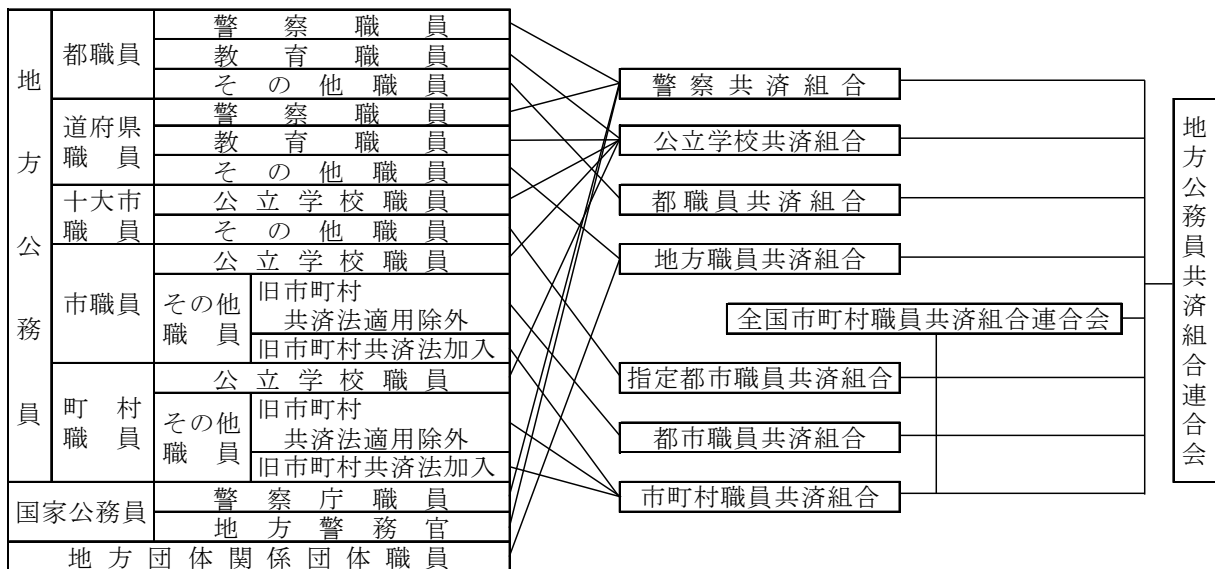 地方公務員
都職員
警察職員
教育職員
その他職員
道府県
職員
警察職員
教育職員
その他職員
十大市
職員
公立学校職員
その他職員
市職員
公立学校職員
その他
職員
旧市町村
共済法適用除外
旧市町村共済法加入
町村
職員
公立学校職員
その他
職員
旧市町村
共済法適用除外
旧市町村共済法加入
国家公務員
警察庁職員
地方警務官
地方団体関係団体職員
警察共済組合
公立学校共済組合
都職員共済組合
地方職員共済組合
全国市町村職員共済組合連合会
指定都市職員共済組合
都市職員共済組合
市町村職員共済組合
地方公務員共済組合連合会